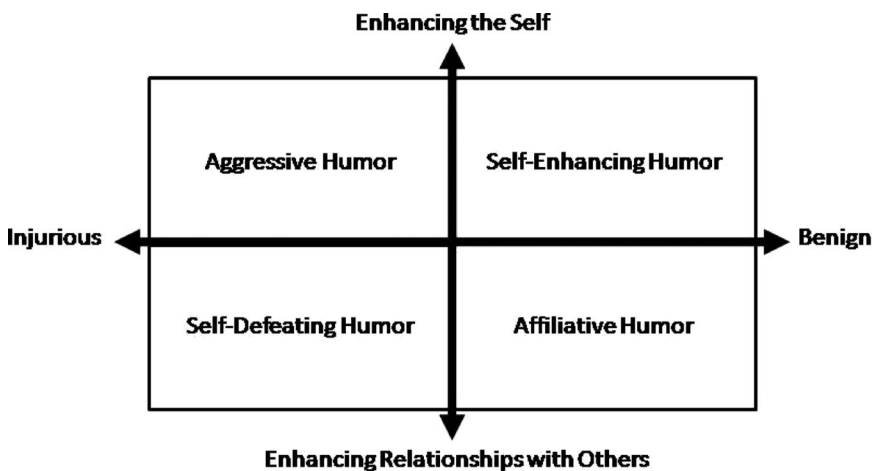 Enhancing the Self
Aggressive Humor
Self-Enhancing Humor
Injurious
Benign
Self-Defeating Humor
Affiliative Humor
Enhancing Relationships with Others